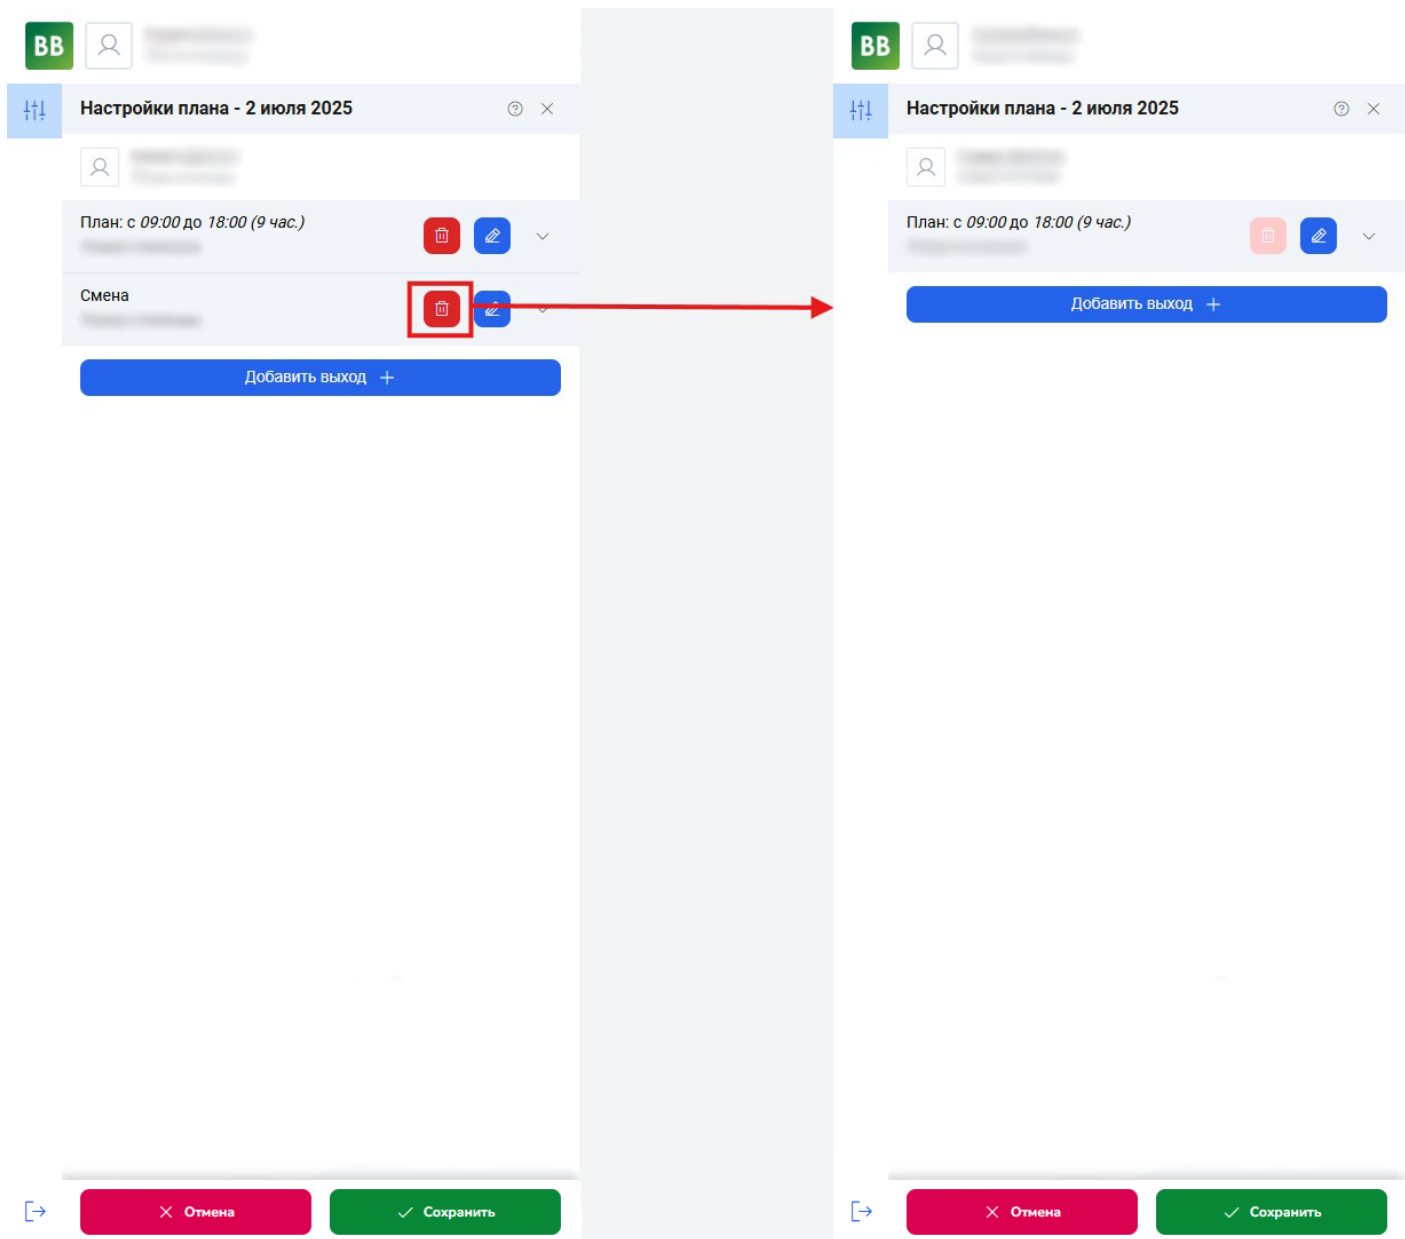 BB
Настройки плана - 2 июля 2025
План: с 09:00 до 18:00 (9 час.)
Смена
Добавить выход +
Отмена
Сохранить
BB
Настройки плана - 2 июля 2025
План: с 09:00 до 18:00 (9 час.)
Добавить выход +
Отмена
Сохранить